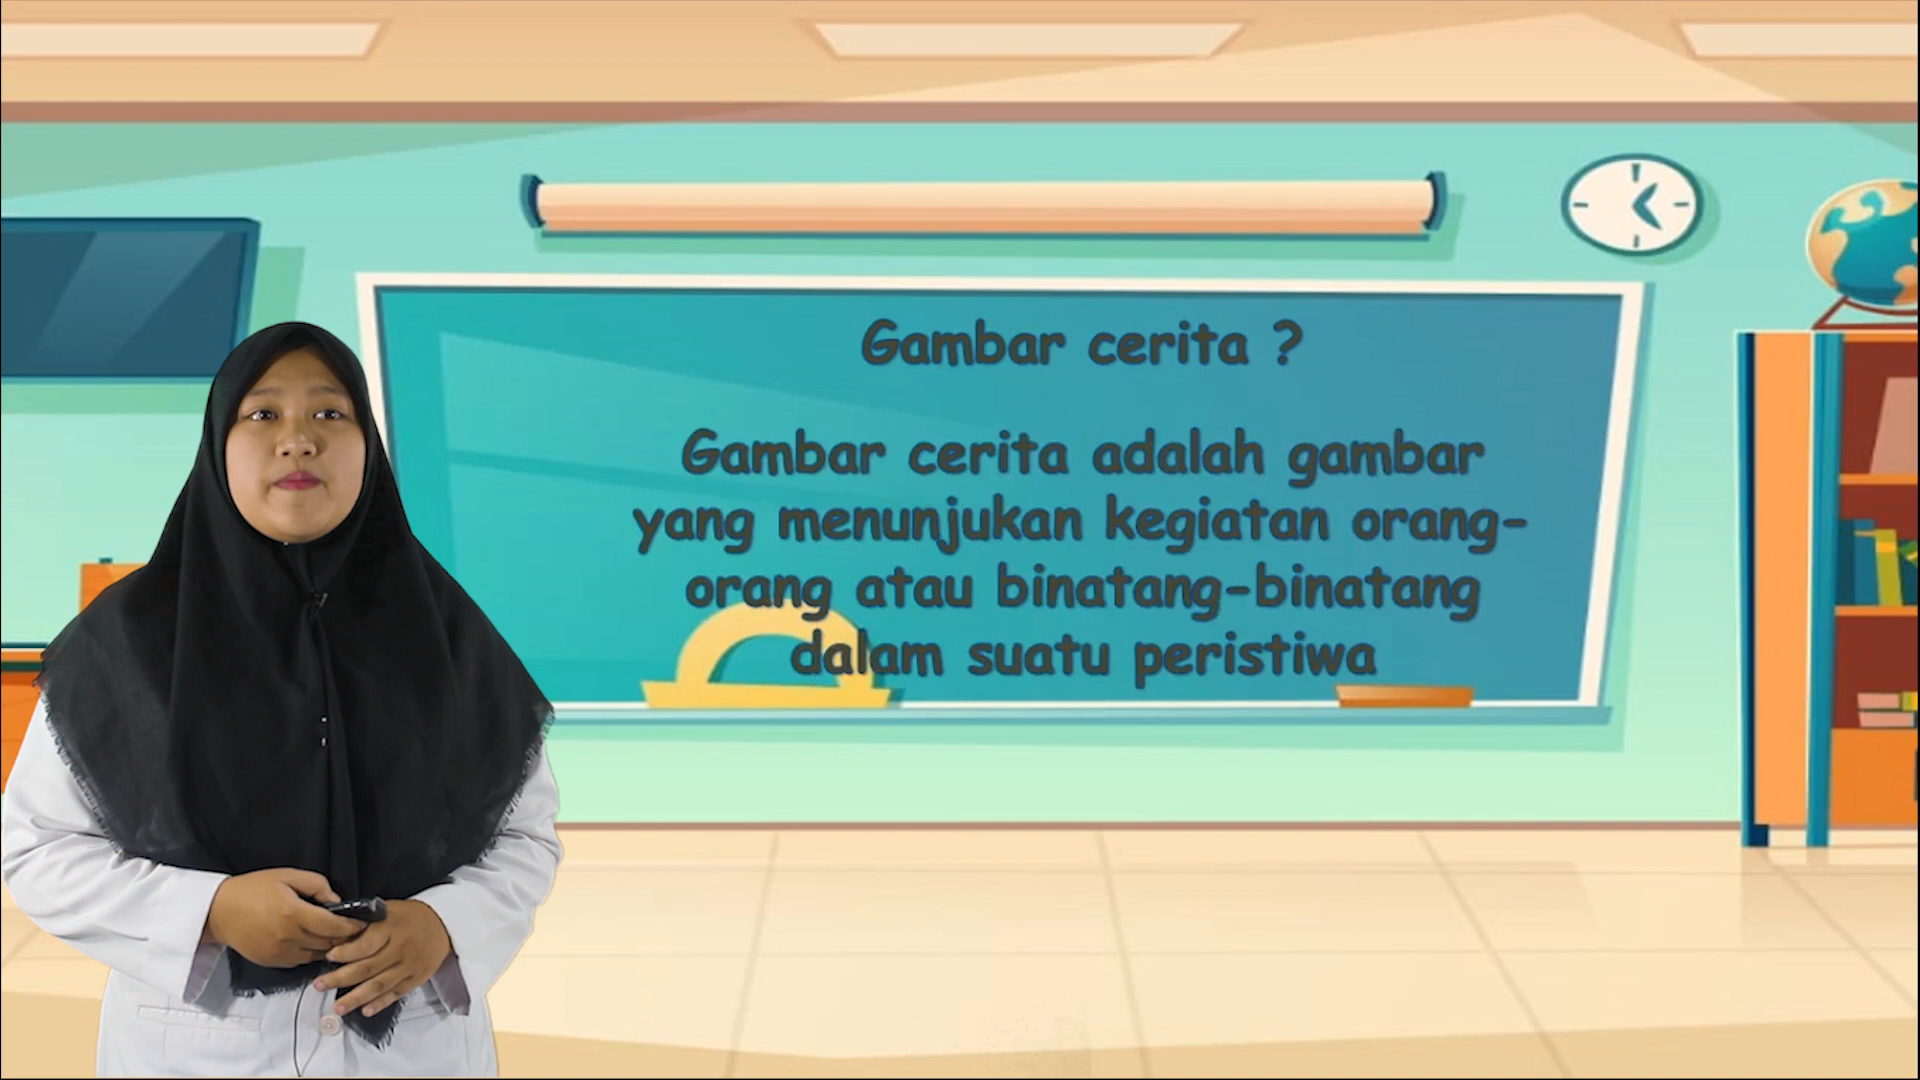 Gambar cerita ?
Gambar cerita adalah gambar
yang menunjukan kegiatan orang-
orang atau binatang-binatang
dalam suatu peristiwa